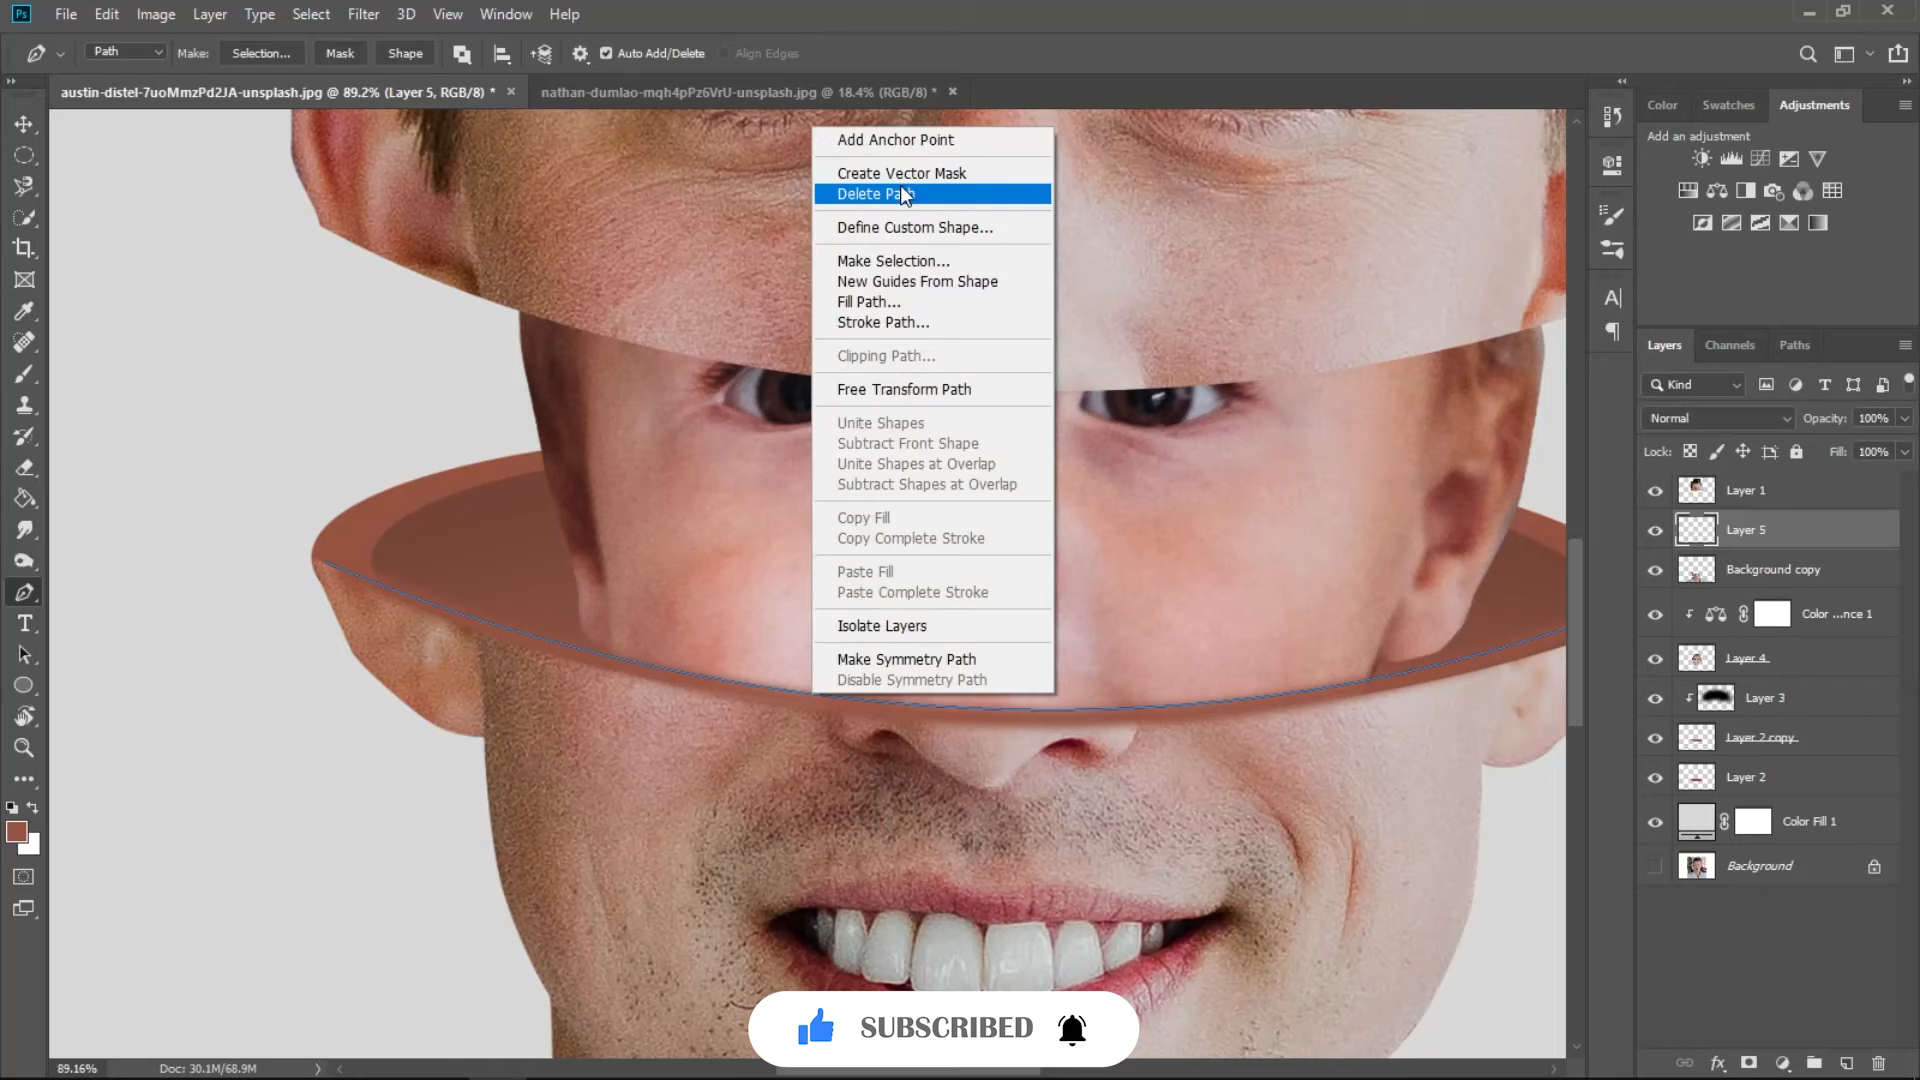 Ps File Edit Image Layer Type Select Filter 3D View Window Help
Path Make: Selection... Mask Shape Auto Add/Delete Align Edges
austin-distel-7uoMmzPd2JA-unsplash.jpg @ 89.2% (Layer 5, RGB/8) *
nathan-dumlao-mqh4pPz6VrU-unsplash.jpg @ 18.4% (RGB/8) *
Add Anchor Point
Create Vector Mask
Delete Path
Define Custom Shape...
Make Selection...
New Guides From Shape
Fill Path...
Stroke Path...
Clipping Path...
Free Transform Path
Unite Shapes
Subtract Front Shape
Unite Shapes at Overlap
Subtract Shapes at Overlap
Copy Fill
Copy Complete Stroke
Paste Fill
Paste Complete Stroke
Isolate Layers
Make Symmetry Path
Disable Symmetry Path
Color Swatches Adjustments
Add an adjustment
Layers Channels Paths
Kind
Normal Opacity: 100%
Lock: Fill: 100%
Layer 1
Layer 5
Background copy
Color ...nce 1
Layer 4
Layer 3
Layer 2 copy
Layer 2
Color Fill 1
Background
SUBSCRIBED
89.16% Doc: 30.1M/68.9M